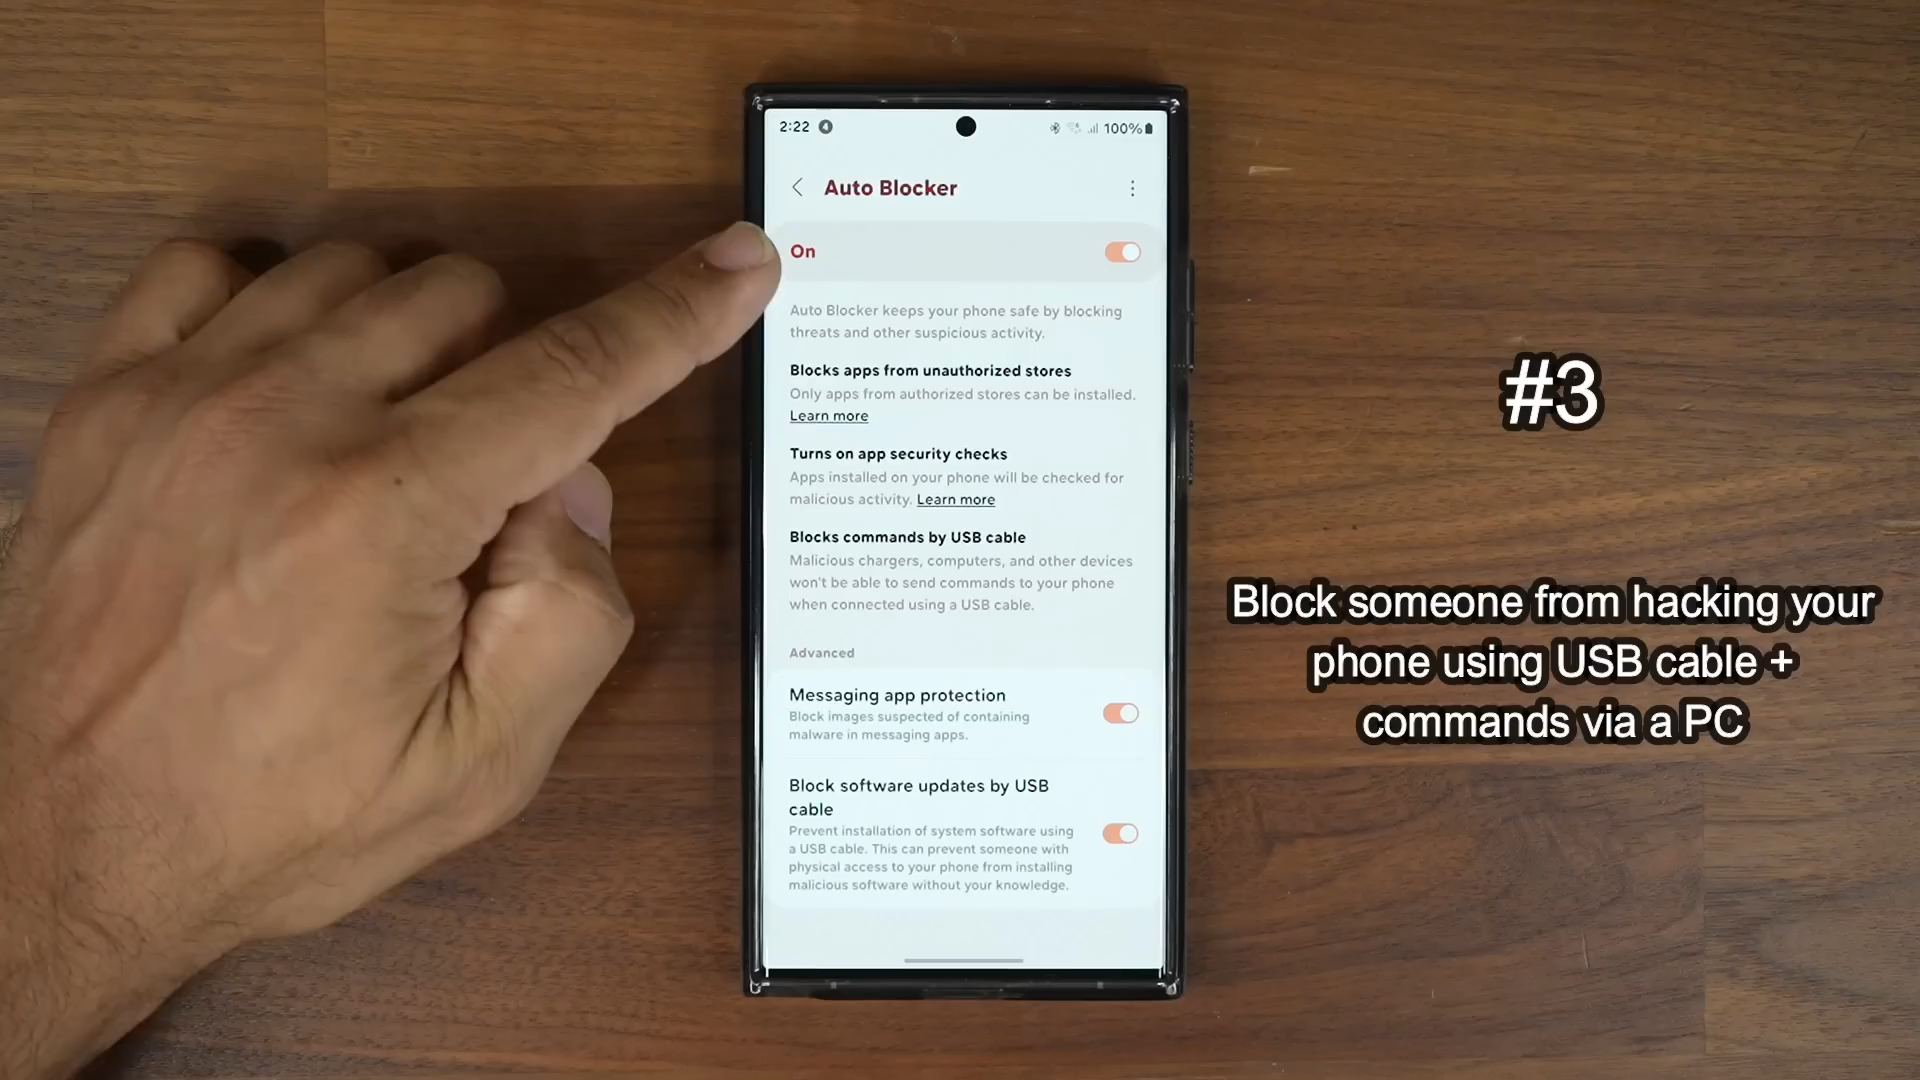 2:22
100%
Auto Blocker
On
Auto Blocker keeps your phone safe by blocking
threats and other suspicious activity.
Blocks apps from unauthorized stores
Only apps from authorized stores can be installed.
Learn more
Turns on app security checks
Apps installed on your phone will be checked for
malicious activity. Learn more
Blocks commands by USB cable
Malicious chargers, computers, and other devices
won't be able to send commands to your phone
when connected using a USB cable.
Advanced
Messaging app protection
Block images suspected of containing
malware in messaging apps.
Block software updates by USB
cable
Prevent installation of system software using
a USB cable. This can prevent someone with
physical access to your phone from installing
malicious software without your knowledge.
#3
Block someone from hacking your
phone using USB cable +
commands via a PC